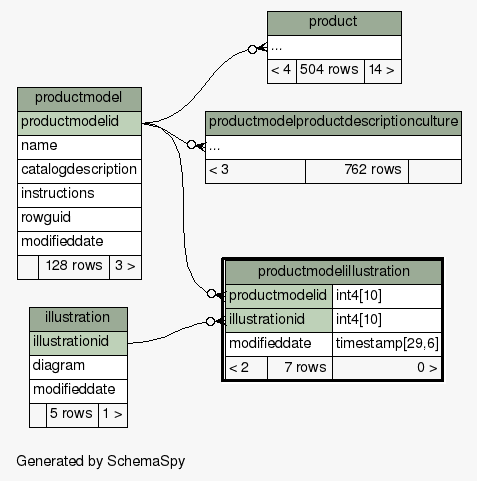 product
...
< 4 504 rows 14 >
productmodel
productmodelid
name
catalogdescription
instructions
rowguid
modifieddate
128 rows 3 >
productmodelproductdescriptionculture
...
< 3 762 rows
productmodelillustration
productmodelid int4[10]
illustrationid int4[10]
modifieddate timestamp[29,6]
< 2 7 rows 0 >
illustration
illustrationid
diagram
modifieddate
5 rows 1 >
Generated by SchemaSpy